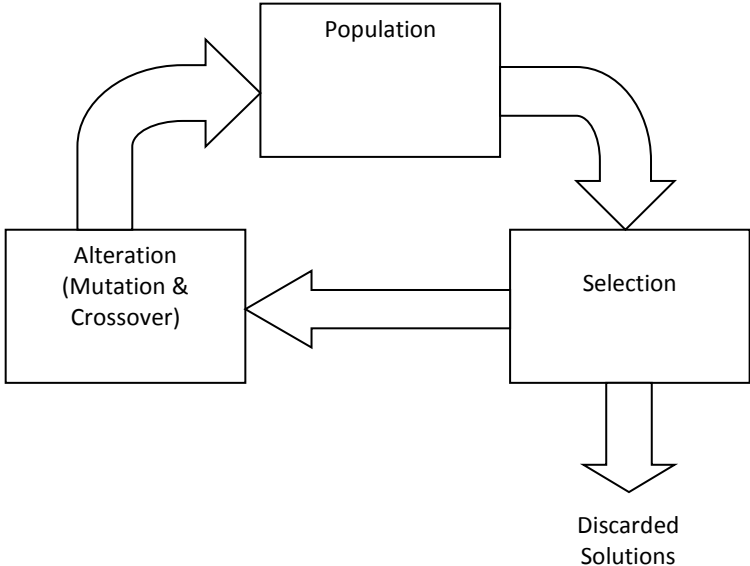 Population
Selection
Alteration
(Mutation &
Crossover)
Discarded
Solutions